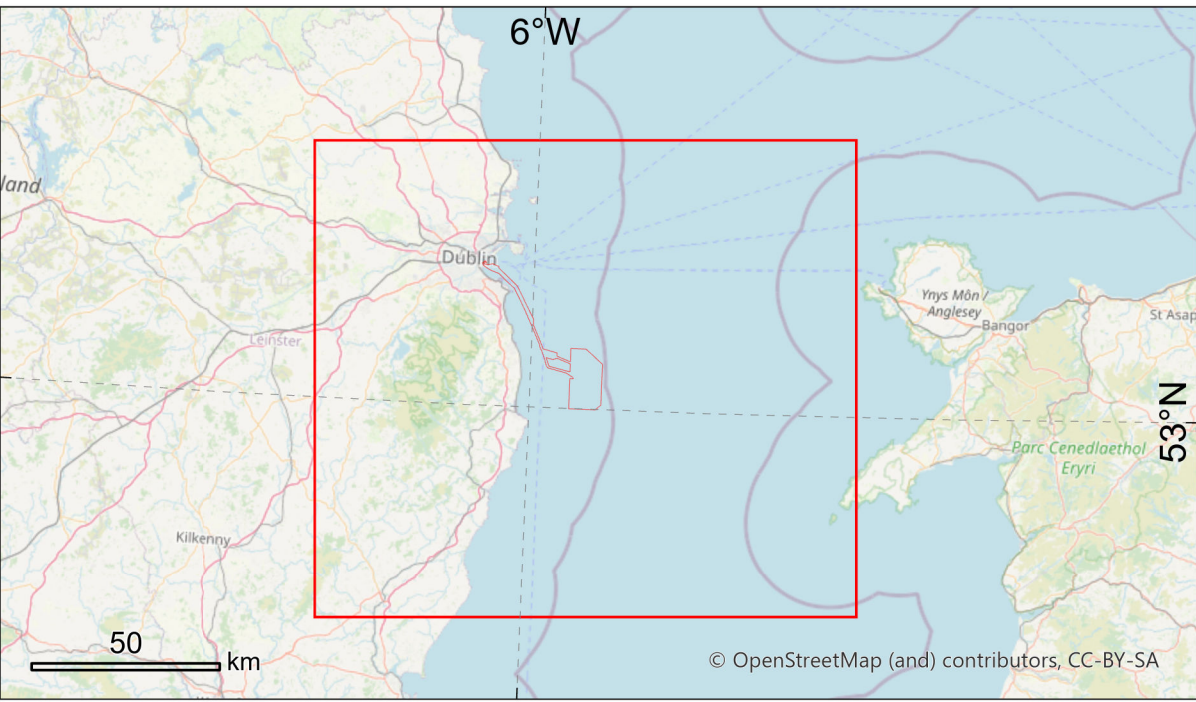 6°W
land
Dublin
Ynys Môn /
Anglesey
Bangor
St Asap
Leinster
53°N
Parc Cenedlaethol
Eryri
Kilkenny
50
km
© OpenStreetMap (and) contributors, CC-BY-SA